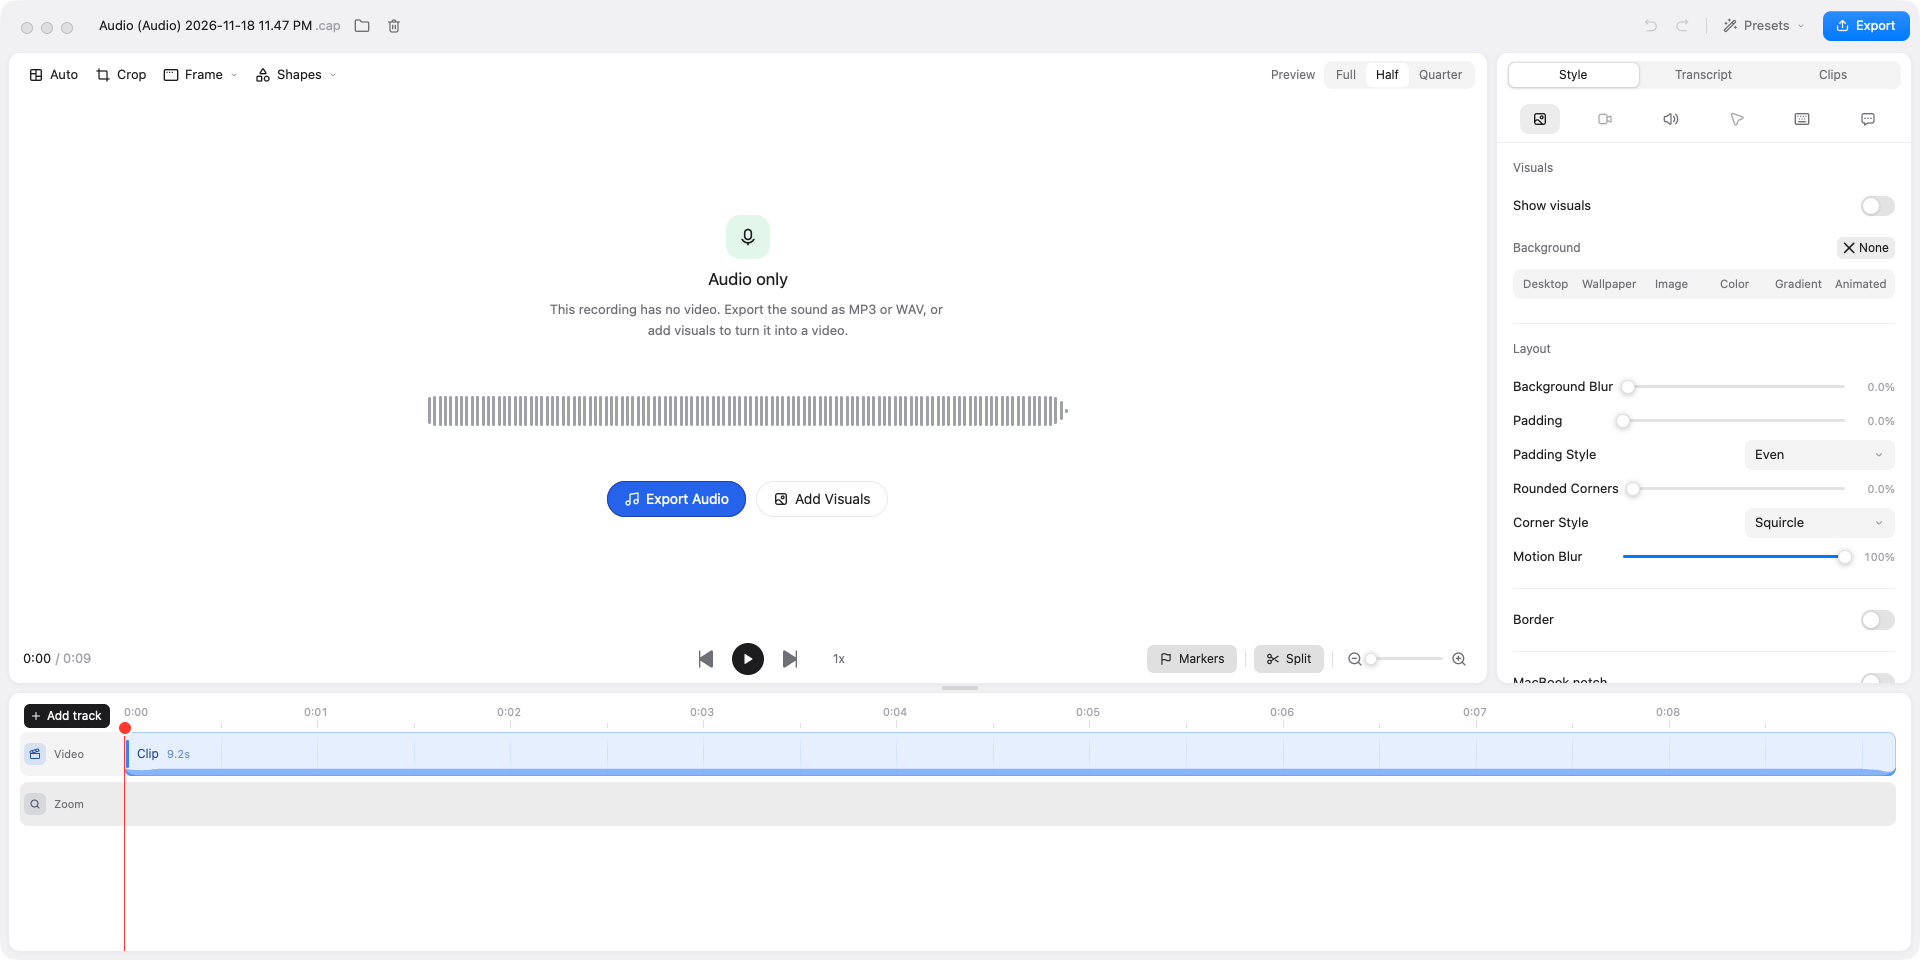 Audio (Audio) 2026-11-18 11.47 PM .cap
Presets
Export
Auto
Crop
Frame
Shapes
Preview
Full
Half
Quarter
Style
Transcript
Clips
Visuals
Show visuals
Background
None
Desktop
Wallpaper
Image
Color
Gradient
Animated
Audio only
This recording has no video. Export the sound as MP3 or WAV, or
add visuals to turn it into a video.
Export Audio
Add Visuals
Layout
Background Blur
0.0%
Padding
0.0%
Padding Style
Even
Rounded Corners
0.0%
Corner Style
Squircle
Motion Blur
100%
Border
MacBook notch
0:00 / 0:09
1x
Markers
Split
+ Add track
0:00
0:01
0:02
0:03
0:04
0:05
0:06
0:07
0:08
Video
Clip 9.2s
Zoom